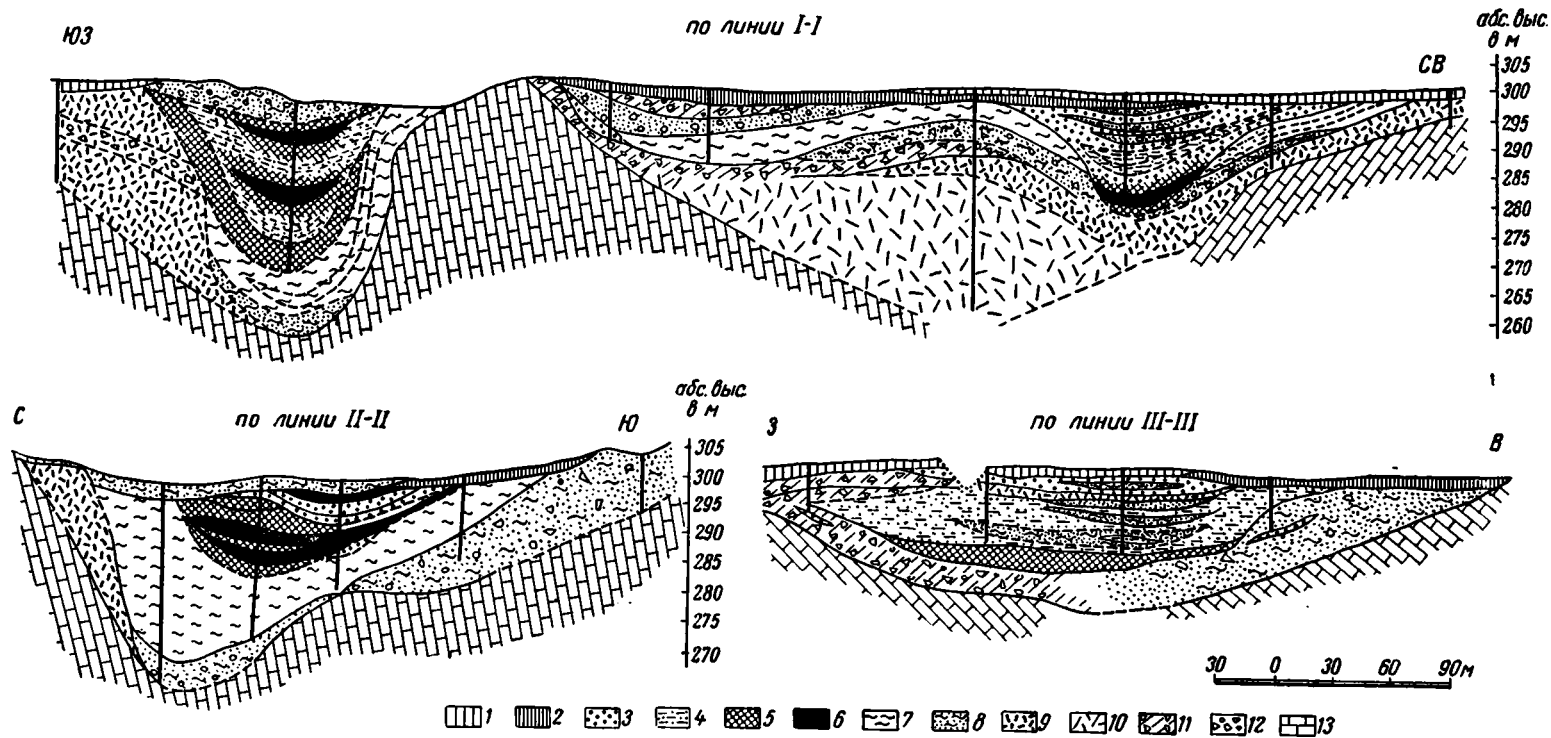 по линии I-I
ЮЗ
СВ
абс. выс.
в м
305
300
295
290
285
280
275
270
265
260
по линии II-II
С
Ю
абс. выс.
в м
305
300
295
290
285
280
275
270
по линии III-III
З
В
30 0 30 60 90м
1 2 3 4 5 6 7 8 9 10 11 12 13